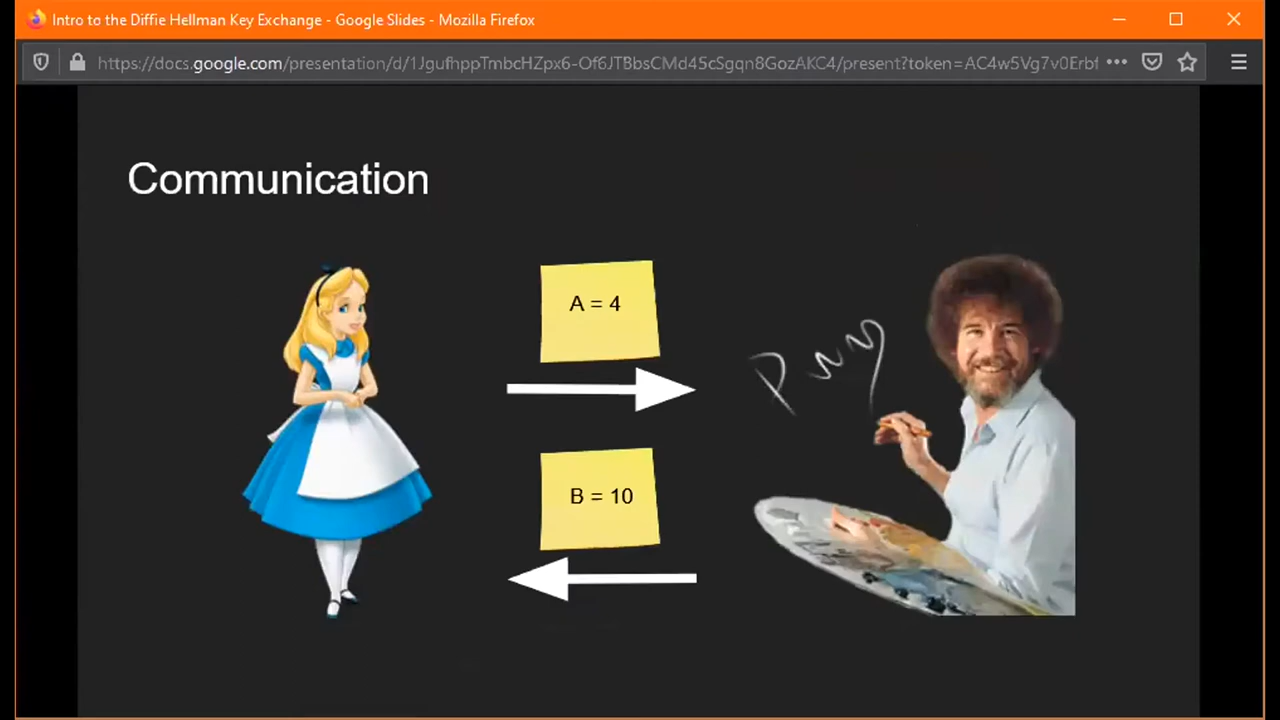 Intro to the Diffie Hellman Key Exchange - Google Slides - Mozilla Firefox
https://docs.google.com/presentation/d/1JgufhppTmbcHZpx6-Of6JTBbsCMd45cSgqn8GozAKC4/present?token=AC4w5Vg7v0Erbf
Communication
A = 4
B = 10